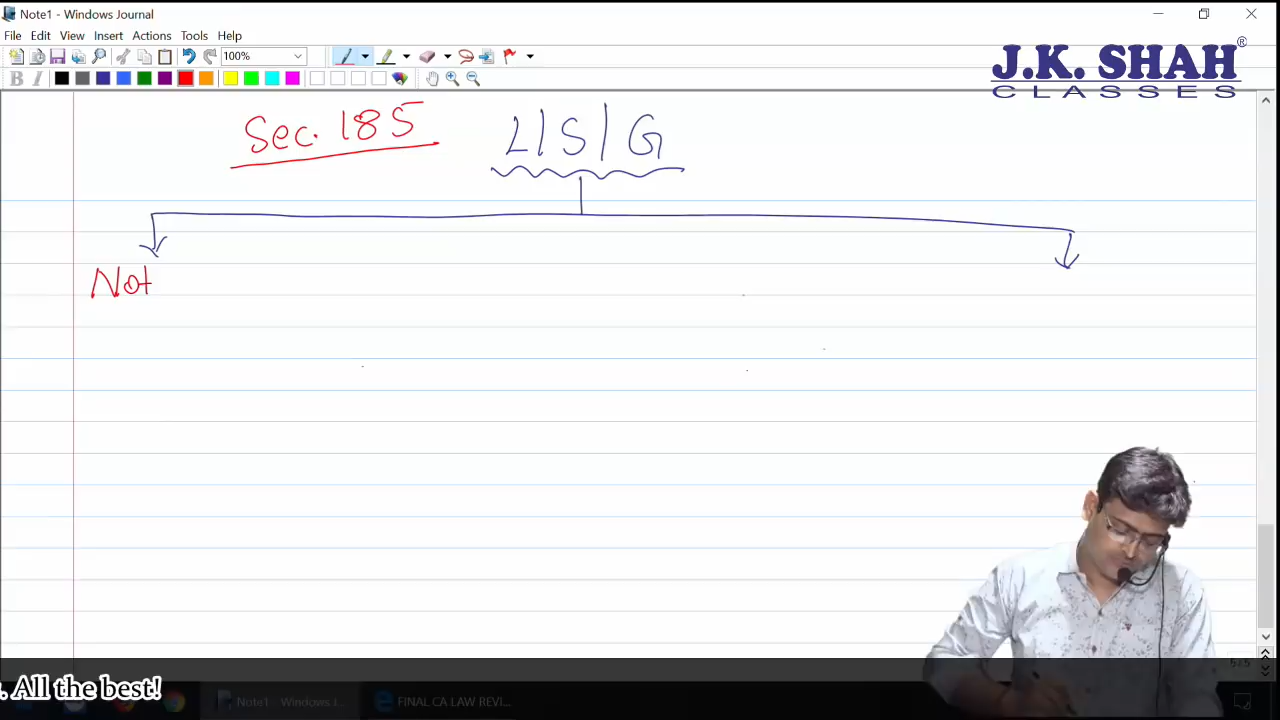 Note1 - Windows Journal
File Edit View Insert Actions Tools Help
100%
B I
J.K. SHAH®
CLASSES
Sec. 185 L/S/G
Not
. All the best!
Note1 - Windows J...
FINAL CA LAW REVI...